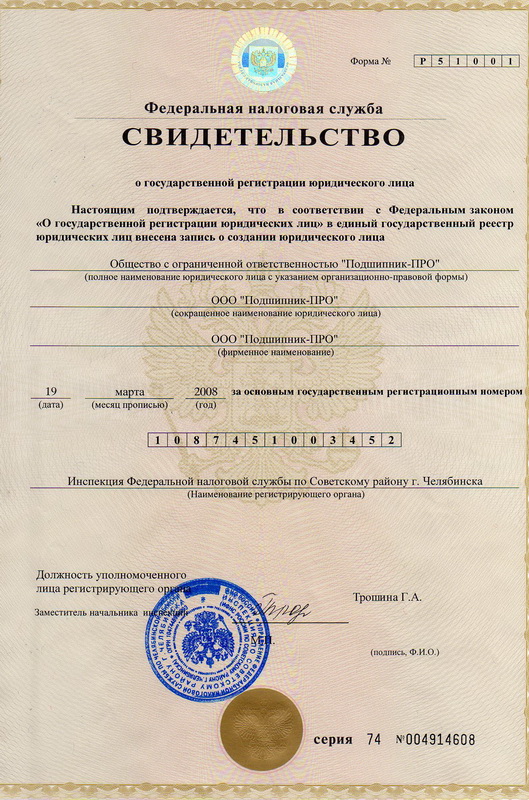 Форма № Р 5 1 0 0 1
Федеральная налоговая служба
СВИДЕТЕЛЬСТВО
о государственной регистрации юридического лица
Настоящим подтверждается, что в соответствии с Федеральным законом
«О государственной регистрации юридических лиц» в единый государственный реестр
юридических лиц внесена запись о создании юридического лица
Общество с ограниченной ответственностью "Подшипник-ПРО"
(полное наименование юридического лица с указанием организационно-правовой формы)
ООО "Подшипник-ПРО"
(сокращенное наименование юридического лица)
ООО "Подшипник-ПРО"
(фирменное наименование)
19 марта 2008 за основным государственным регистрационным номером
(дата) (месяц прописью) (год)
1 0 8 7 4 5 1 0 0 3 4 5 2
Инспекция Федеральной налоговой службы по Советскому району г. Челябинска
(Наименование регистрирующего органа)
Должность уполномоченного
лица регистрирующего органа
Трошина Г.А.
Заместитель начальника инспекции
М.П.
(подпись, Ф.И.О.)
серия 74 №004914608